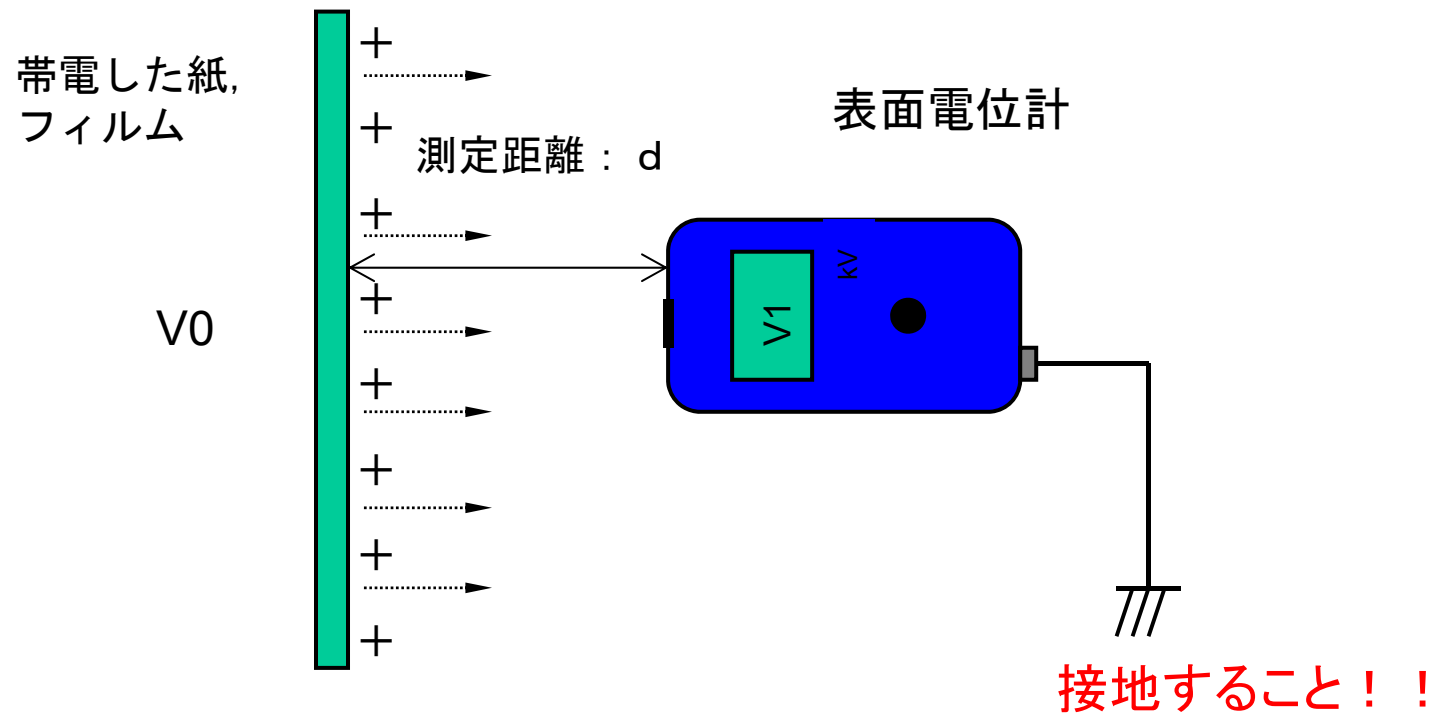 帯電した紙,
フィルム
表面電位計
測定距離： d
kV
V1
V0
+
+
+
+
+
+
+
+
接地すること！！